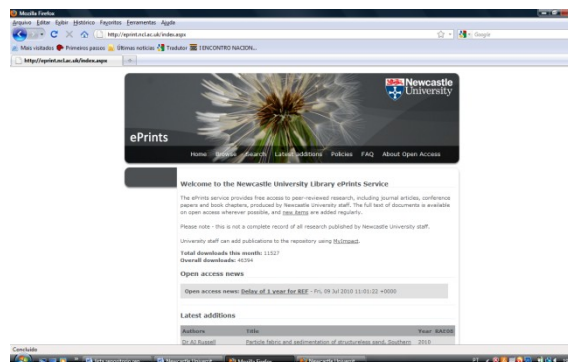 Mozilla Firefox
Arquivo Editar Exibir Histórico Favoritos Ferramentas Ajuda
http://eprint.ncl.ac.uk/index.aspx
Google
Mais visitados Primeiros passos Últimas notícias Tradutor I ENCONTRO NACION...
http://eprint.ncl.ac.uk/index.aspx
Newcastle
University
ePrints
Home Browse Search Latest additions Policies FAQ About Open Access
Welcome to the Newcastle University Library ePrints Service
The ePrints service provides free access to peer-reviewed research, including journal articles, conference
papers and book chapters, produced by Newcastle University staff. The full text of documents is available
on open access wherever possible, and new items are added regularly.
Please note - this is not a complete record of all research published by Newcastle University staff.
University staff can add publications to the repository using MyImpact.
Total downloads this month: 11527
Overall downloads: 46394
Open access news
Open access news: Delay of 1 year for REF - Fri, 09 Jul 2010 11:01:22 +0000
Latest additions
Authors Title Year
Dr AJ Russell Particle fabric and sedimentation of structureless sand, Southern 2010
Concluído
Mozilla Firefox
Newcastle Universit...
PT